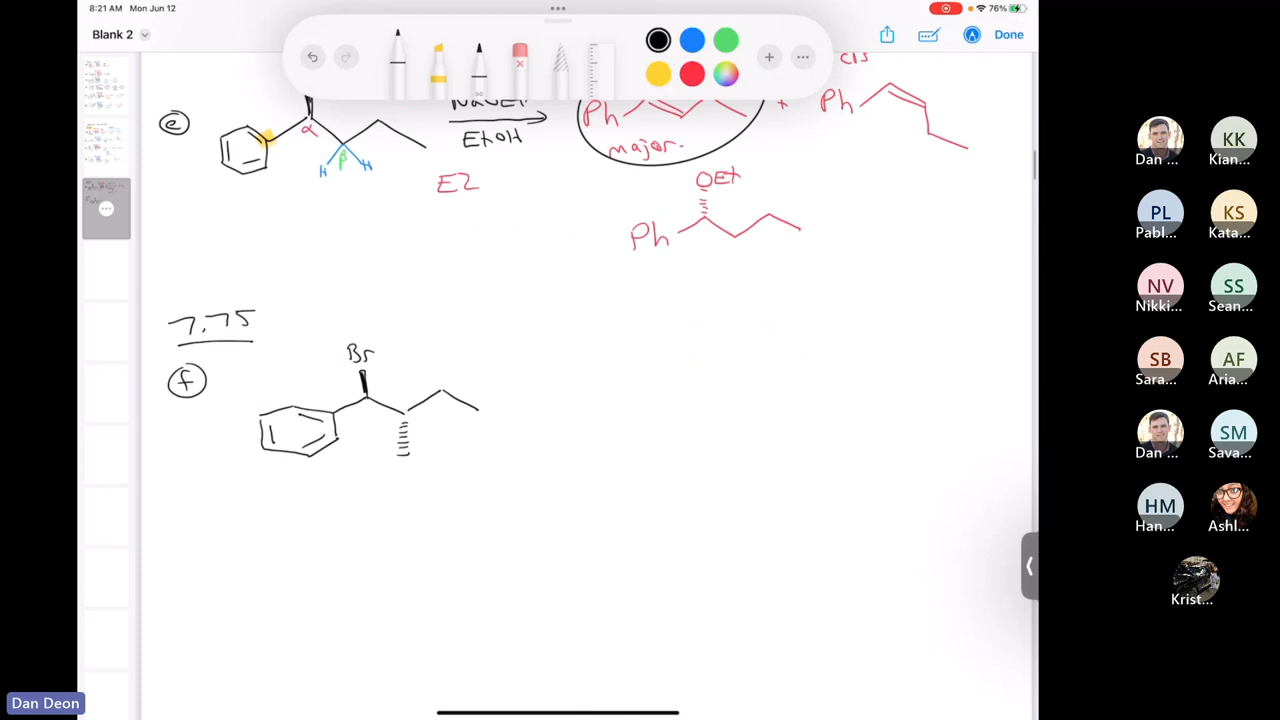 8:21 AM Mon Jun 12
76%
Blank 2
Done
cis
e
α
EtOH
Ph
+
Ph
major.
H
β
H
E2
OEt
Ph
7.75
f
Br
Dan ...
KK
Kian...
PL
Pabl...
KS
Kata...
NV
Nikki...
SS
Sean...
SB
Sara...
AF
Aria...
Dan ...
SM
Sava...
HM
Han...
Ashl...
Krist...
Dan Deon